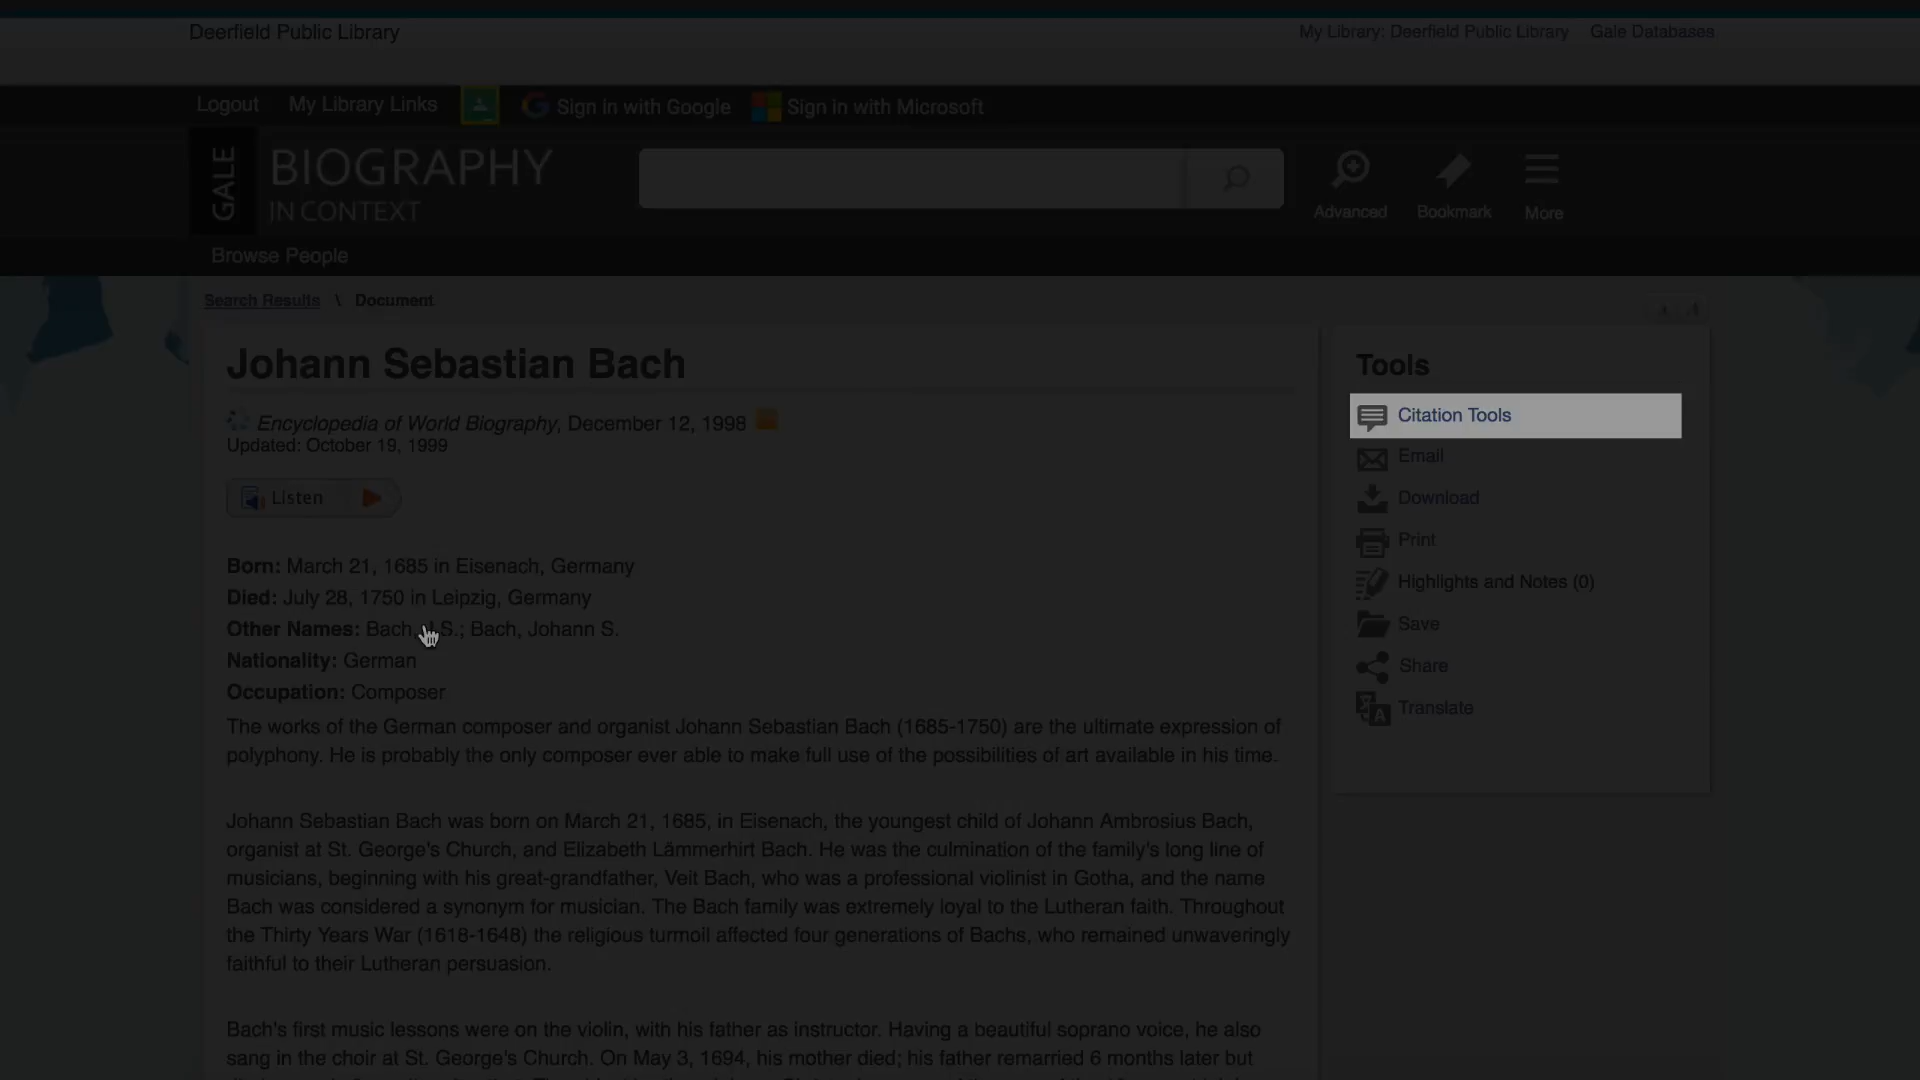 Deerfield Public Library
My Library: Deerfield Public Library Gale Databases
Logout My Library Links Sign in with Google Sign in with Microsoft
GALE BIOGRAPHY
IN CONTEXT
Advanced Bookmark More
Browse People
Search Results \ Document
Johann Sebastian Bach
Encyclopedia of World Biography, December 12, 1998
Updated: October 19, 1999
Listen
Born: March 21, 1685 in Eisenach, Germany
Died: July 28, 1750 in Leipzig, Germany
Other Names: Bach, J.S.; Bach, Johann S.
Nationality: German
Occupation: Composer
The works of the German composer and organist Johann Sebastian Bach (1685-1750) are the ultimate expression of
polyphony. He is probably the only composer ever able to make full use of the possibilities of art available in his time.
Johann Sebastian Bach was born on March 21, 1685, in Eisenach, the youngest child of Johann Ambrosius Bach,
organist at St. George's Church, and Elizabeth Lämmerhirt Bach. He was the culmination of the family's long line of
musicians, beginning with his great-grandfather, Veit Bach, who was a professional violinist in Gotha, and the name
Bach was considered a synonym for musician. The Bach family was extremely loyal to the Lutheran faith. Throughout
the Thirty Years War (1618-1648) the religious turmoil affected four generations of Bachs, who remained unwaveringly
faithful to their Lutheran persuasion.
Bach's first music lessons were on the violin, with his father as instructor. Having a beautiful soprano voice, he also
sang in the choir at St. George's Church. On May 3, 1694, his mother died; his father remarried 6 months later but
Tools
Citation Tools
Email
Download
Print
Highlights and Notes (0)
Save
Share
Translate